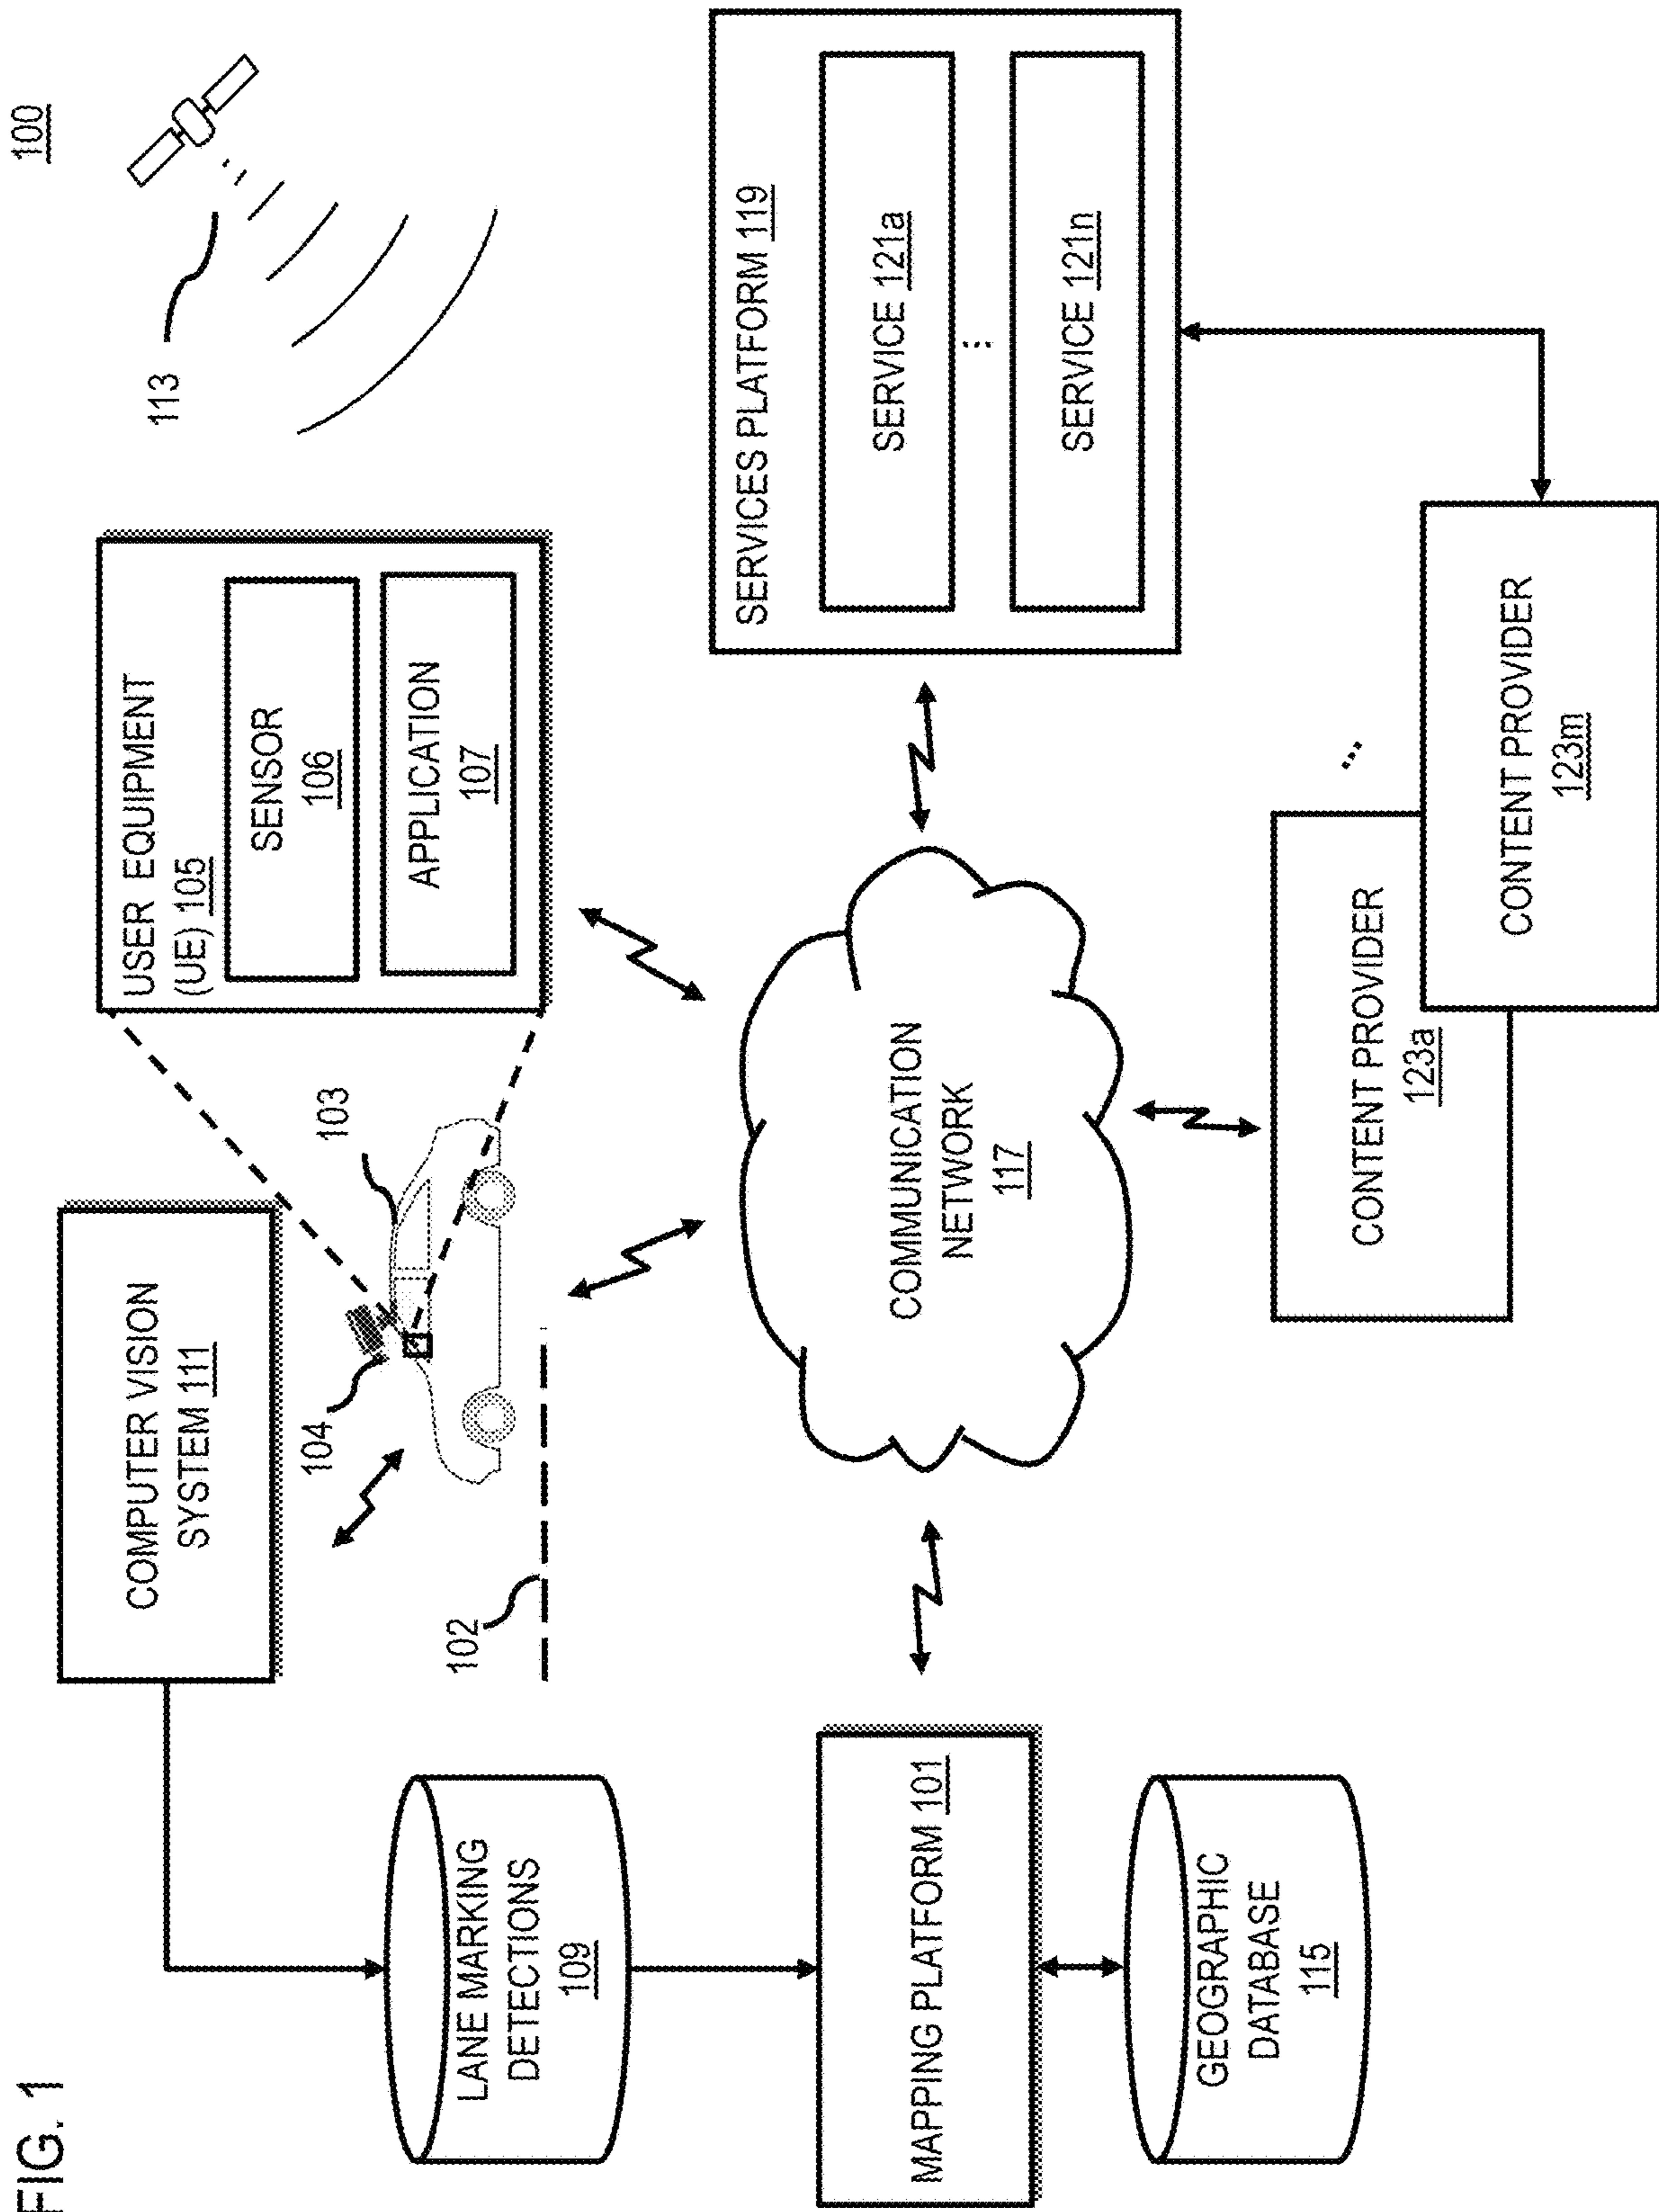 FIG. 1
100
COMPUTER VISION
SYSTEM 111
USER EQUIPMENT
(UE) 105
SENSOR
106
APPLICATION
107
113
104
103
102
LANE MARKING
DETECTIONS
109
MAPPING PLATFORM 101
GEOGRAPHIC
DATABASE
115
COMMUNICATION
NETWORK
117
SERVICES PLATFORM 119
SERVICE 121a
...
SERVICE 121n
CONTENT PROVIDER
123a
...
CONTENT PROVIDER
123m